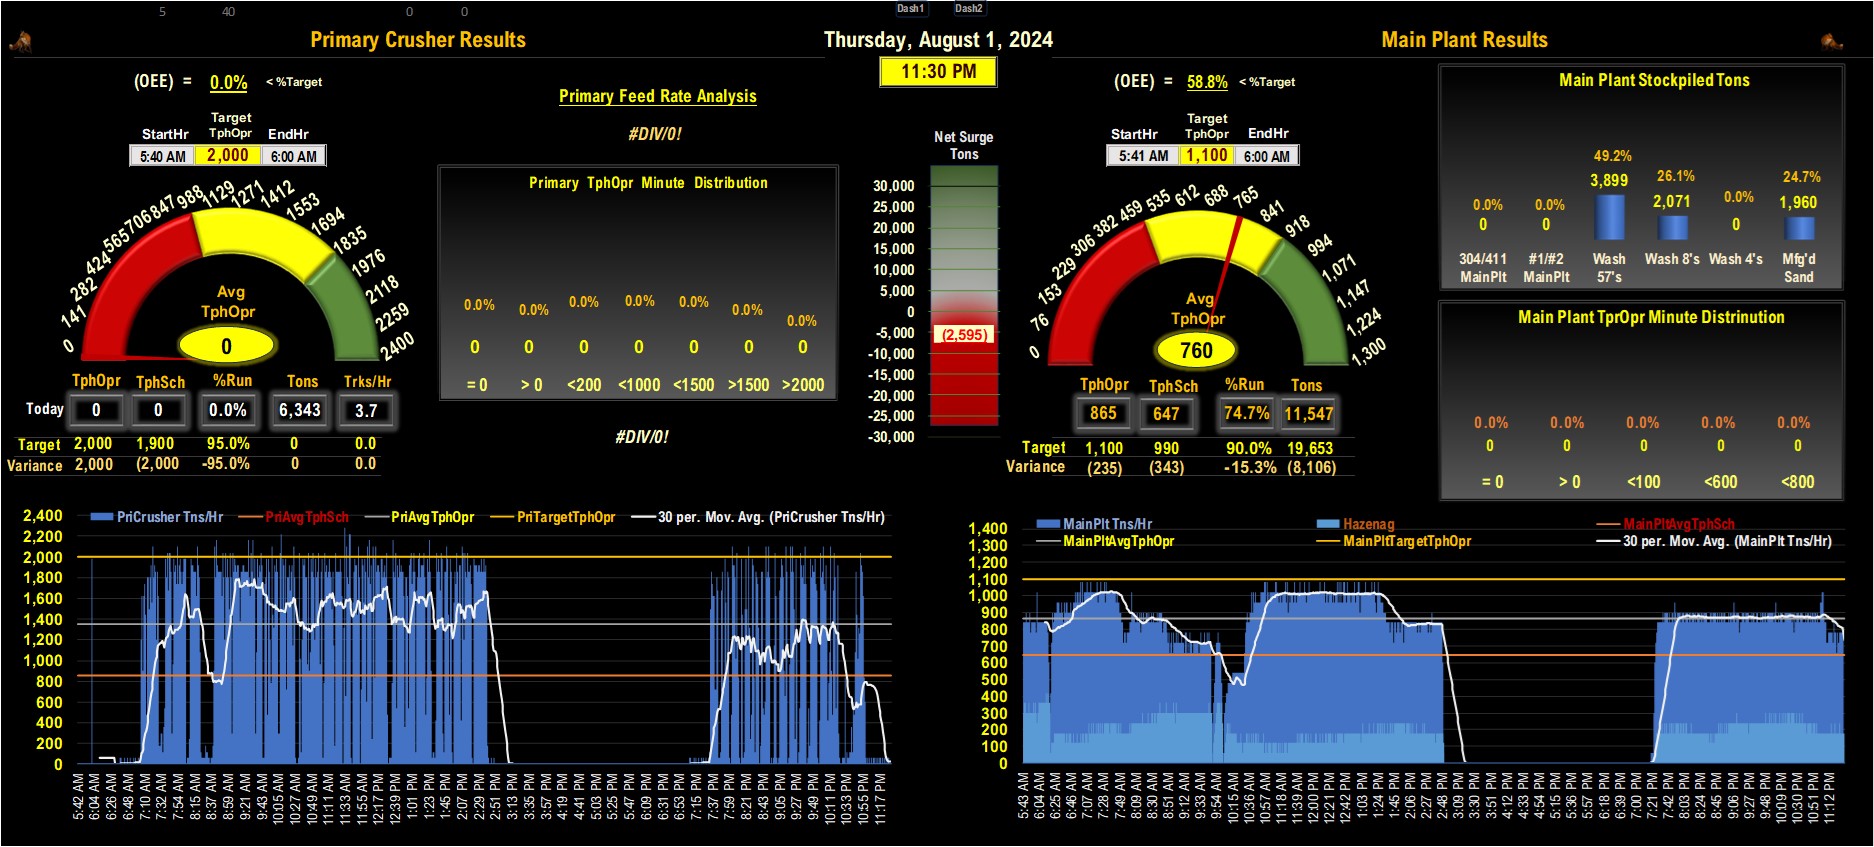 5 40 0 0
Dash1 Dash2
Primary Crusher Results
Thursday, August 1, 2024
Main Plant Results
11:30 PM
(OEE) = 0.0% < %Target
Target
StartHr TphOpr EndHr
5:40 AM 2,000 6:00 AM
0 141 282 424 565 706 847 988 1129 1271 1412 1553 1694 1835 1976 2118 2259 2400
Avg
TphOpr
0
TphOpr TphSch %Run Tons Trks/Hr
Today 0 0 0.0% 6,343 3.7
Target 2,000 1,900 95.0% 0 0.0
Variance 2,000 (2,000 -95.0% 0 0.0
Primary Feed Rate Analysis
#DIV/0!
Primary TphOpr Minute Distribution
0.0% 0.0% 0.0% 0.0% 0.0% 0.0% 0.0%
0 0 0 0 0 0 0
= 0 > 0 <200 <1000 <1500 >1500 >2000
#DIV/0!
Net Surge
Tons
30,000
25,000
20,000
15,000
10,000
5,000
0
-5,000
(2,595)
-10,000
-15,000
-20,000
-25,000
-30,000
(OEE) = 58.8% < %Target
Target
StartHr TphOpr EndHr
5:41 AM 1,100 6:00 AM
0 76 153 229 306 382 459 535 612 688 765 841 918 994 1,071 1,147 1,224 1,300
Avg
TphOpr
760
TphOpr TphSch %Run Tons
865 647 74.7% 11,547
Target 1,100 990 90.0% 19,653
Variance (235) (343) -15.3% (8,106)
Main Plant Stockpiled Tons
0.0% 0.0% 49.2% 26.1% 0.0% 24.7%
0 0 3,899 2,071 0 1,960
304/411 #1/#2 Wash Wash 8's Wash 4's Mfg'd
MainPlt MainPlt 57's Sand
Main Plant TprOpr Minute Distrinution
0.0% 0.0% 0.0% 0.0% 0.0%
0 0 0 0 0
= 0 > 0 <100 <600 <800
PriCrusher Tns/Hr PriAvgTphSch PriAvgTphOpr PriTargetTphOpr 30 per. Mov. Avg. (PriCrusher Tns/Hr)
2,400
2,200
2,000
1,800
1,600
1,400
1,200
1,000
800
600
400
200
0
5:42 AM 6:04 AM 6:26 AM 6:48 AM 7:10 AM 7:32 AM 7:54 AM 8:15 AM 8:37 AM 8:59 AM 9:21 AM 9:43 AM 10:05 AM 10:27 AM 10:49 AM 11:11 AM 11:33 AM 11:55 AM 12:17 PM 12:39 PM 1:01 PM 1:23 PM 1:45 PM 2:07 PM 2:29 PM 2:51 PM 3:13 PM 3:35 PM 3:57 PM 4:19 PM 4:41 PM 5:03 PM 5:25 PM 5:47 PM 6:09 PM 6:31 PM 6:53 PM 7:15 PM 7:37 PM 7:59 PM 8:21 PM 8:43 PM 9:05 PM 9:27 PM 9:49 PM 10:11 PM 10:33 PM 10:55 PM 11:17 PM
MainPlt Tns/Hr Hazenag MainPltAvgTphSch
MainPltAvgTphOpr MainPltTargetTphOpr 30 per. Mov. Avg. (MainPlt Tns/Hr)
1,400
1,300
1,200
1,100
1,000
900
800
700
600
500
400
300
200
100
0
5:43 AM 6:04 AM 6:25 AM 6:46 AM 7:07 AM 7:28 AM 7:49 AM 8:09 AM 8:30 AM 8:51 AM 9:12 AM 9:33 AM 9:54 AM 10:15 AM 10:36 AM 10:57 AM 11:18 AM 11:39 AM 12:00 PM 12:21 PM 12:42 PM 1:03 PM 1:24 PM 1:45 PM 2:06 PM 2:27 PM 2:48 PM 3:09 PM 3:30 PM 3:51 PM 4:12 PM 4:33 PM 4:54 PM 5:15 PM 5:36 PM 5:57 PM 6:18 PM 6:39 PM 7:00 PM 7:21 PM 7:42 PM 8:03 PM 8:24 PM 8:45 PM 9:06 PM 9:27 PM 9:48 PM 10:09 PM 10:30 PM 10:51 PM 11:12 PM